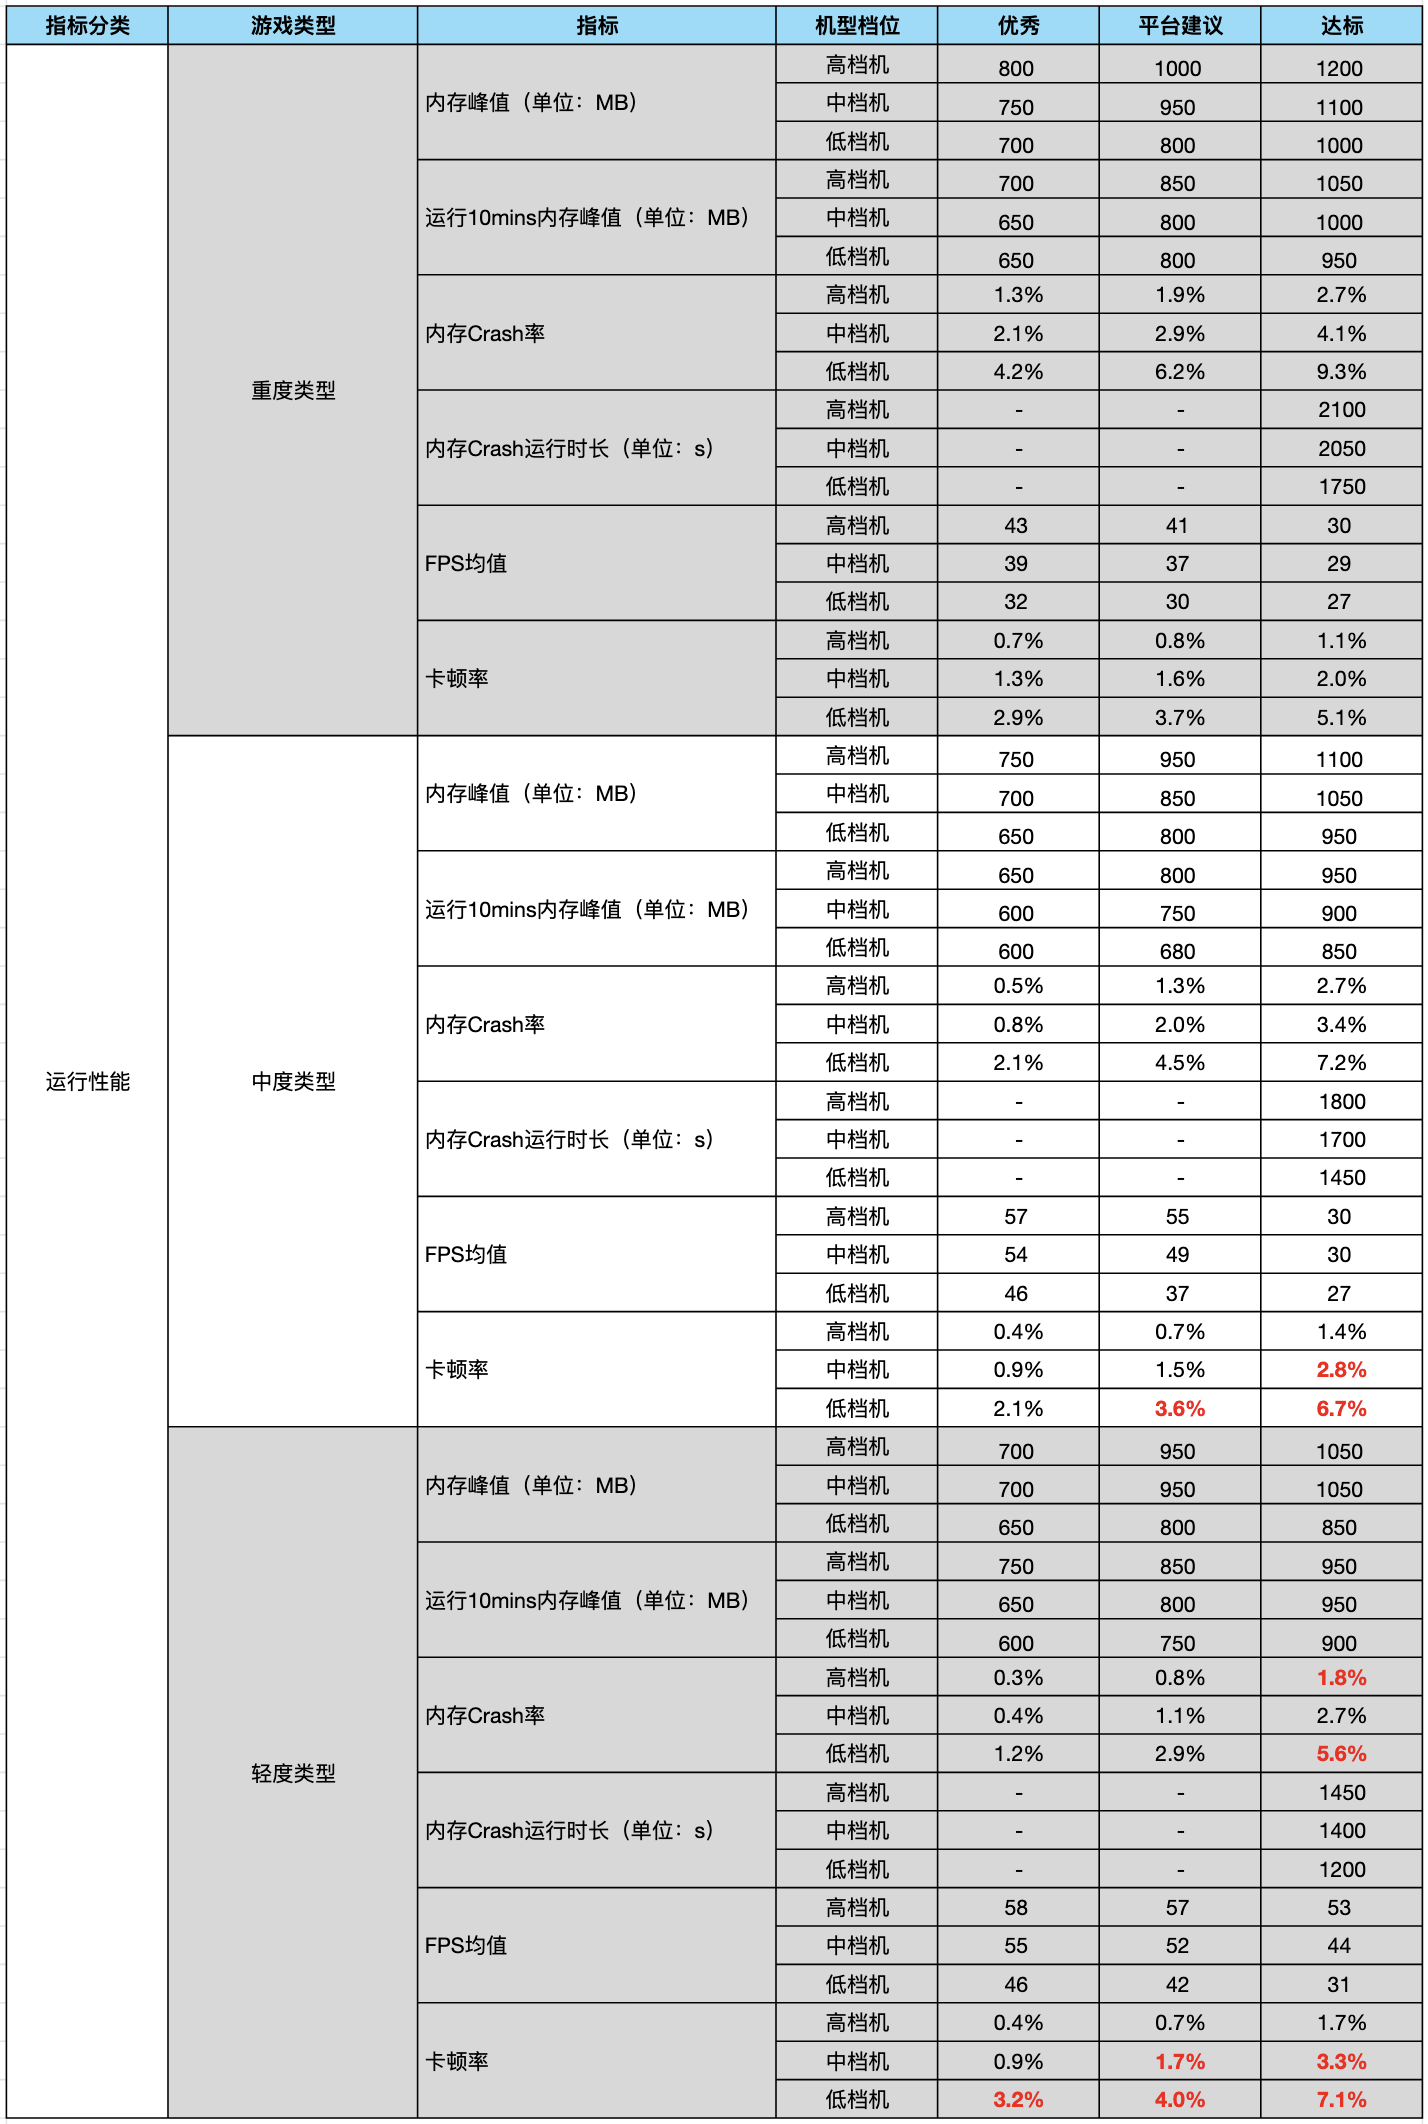 指标分类 游戏类型 指标 机型档位 优秀 平台建议 达标
运行性能 重度类型 内存峰值（单位：MB） 高档机 800 1000 1200
中档机 750 950 1100
低档机 700 800 1000
运行10mins内存峰值（单位：MB） 高档机 700 850 1050
中档机 650 800 1000
低档机 650 800 950
内存Crash率 高档机 1.3% 1.9% 2.7%
中档机 2.1% 2.9% 4.1%
低档机 4.2% 6.2% 9.3%
内存Crash运行时长（单位：s） 高档机 - - 2100
中档机 - - 2050
低档机 - - 1750
FPS均值 高档机 43 41 30
中档机 39 37 29
低档机 32 30 27
卡顿率 高档机 0.7% 0.8% 1.1%
中档机 1.3% 1.6% 2.0%
低档机 2.9% 3.7% 5.1%
中度类型 内存峰值（单位：MB） 高档机 750 950 1100
中档机 700 850 1050
低档机 650 800 950
运行10mins内存峰值（单位：MB） 高档机 650 800 950
中档机 600 750 900
低档机 600 680 850
内存Crash率 高档机 0.5% 1.3% 2.7%
中档机 0.8% 2.0% 3.4%
低档机 2.1% 4.5% 7.2%
内存Crash运行时长（单位：s） 高档机 - - 1800
中档机 - - 1700
低档机 - - 1450
FPS均值 高档机 57 55 30
中档机 54 49 30
低档机 46 37 27
卡顿率 高档机 0.4% 0.7% 1.4%
中档机 0.9% 1.5% 2.8%
低档机 2.1% 3.6% 6.7%
轻度类型 内存峰值（单位：MB） 高档机 700 950 1050
中档机 700 950 1050
低档机 650 800 850
运行10mins内存峰值（单位：MB） 高档机 750 850 950
中档机 650 800 950
低档机 600 750 900
内存Crash率 高档机 0.3% 0.8% 1.8%
中档机 0.4% 1.1% 2.7%
低档机 1.2% 2.9% 5.6%
内存Crash运行时长（单位：s） 高档机 - - 1450
中档机 - - 1400
低档机 - - 1200
FPS均值 高档机 58 57 53
中档机 55 52 44
低档机 46 42 31
卡顿率 高档机 0.4% 0.7% 1.7%
中档机 0.9% 1.7% 3.3%
低档机 3.2% 4.0% 7.1%